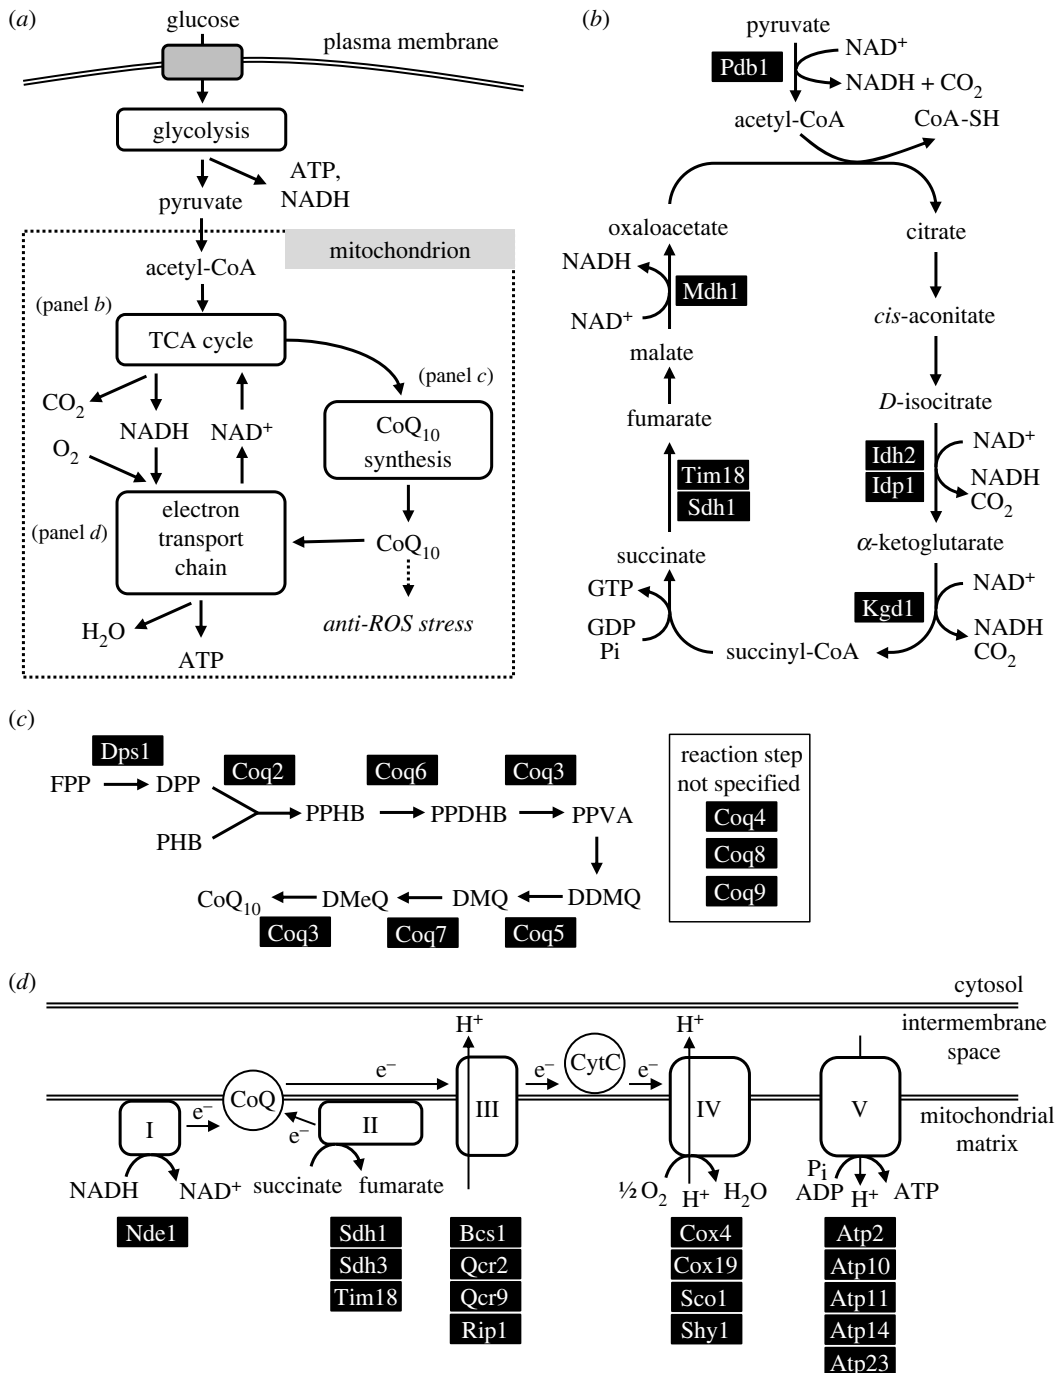 (a)
glucose
plasma membrane
glycolysis
ATP,
NADH
pyruvate
mitochondrion
acetyl-CoA
(panel b)
TCA cycle
(panel c)
CO2
NADH
NAD+
O2
CoQ10
synthesis
(panel d)
electron
transport
chain
CoQ10
H2O
ATP
anti-ROS stress
(b)
pyruvate
Pdb1
NAD+
NADH + CO2
acetyl-CoA
CoA-SH
oxaloacetate
citrate
NADH
Mdh1
NAD+
cis-aconitate
malate
D-isocitrate
fumarate
Idh2
Idp1
NAD+
NADH
CO2
Tim18
Sdh1
α-ketoglutarate
succinate
GTP
Kgd1
NAD+
GDP
Pi
NADH
CO2
succinyl-CoA
(c)
Dps1
Coq2
Coq6
Coq3
FPP
DPP
PHB
PPHB
PPDHB
PPVA
CoQ10
DMeQ
DMQ
DDMQ
Coq3
Coq7
Coq5
reaction step
not specified
Coq4
Coq8
Coq9
(d)
cytosol
intermembrane
space
mitochondrial
matrix
H+
H+
e−
e−
CytC
e−
CoQ
e−
e−
I
II
III
IV
V
NADH
NAD+
succinate
fumarate
½ O2
H+
H2O
Pi
ADP
H+
ATP
Nde1
Sdh1
Sdh3
Tim18
Bcs1
Qcr2
Qcr9
Rip1
Cox4
Cox19
Sco1
Shy1
Atp2
Atp10
Atp11
Atp14
Atp23